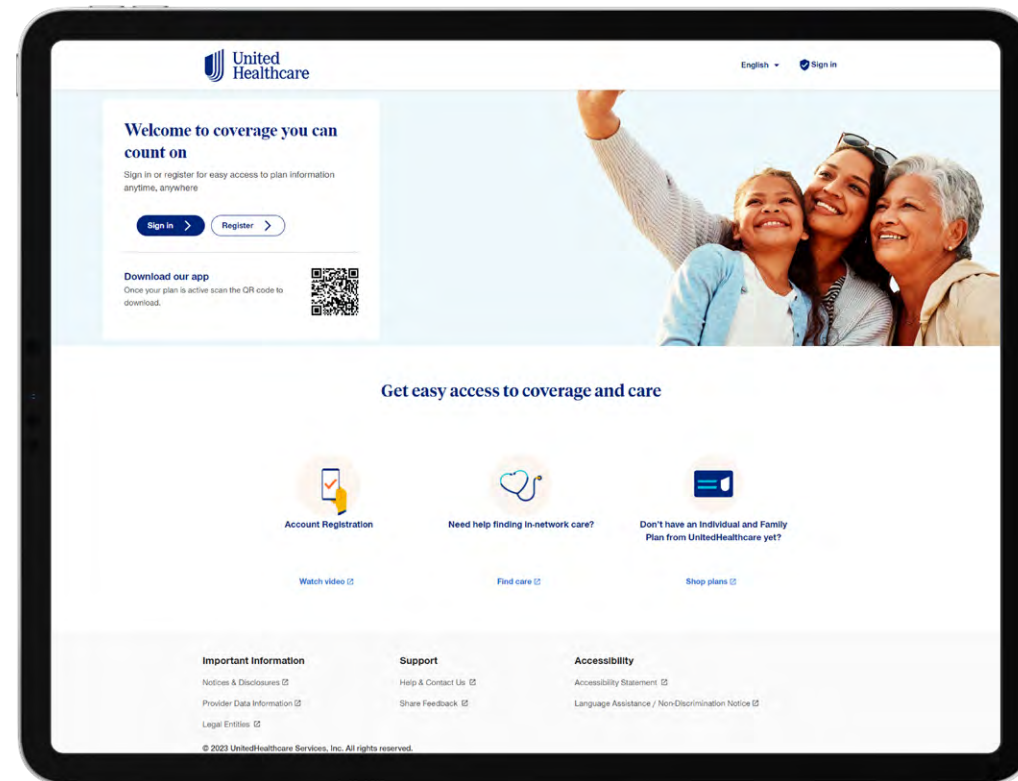 United
Healthcare
English
Sign in
Welcome to coverage you can
count on
Sign in or register for easy access to plan information
anytime, anywhere
Sign in
Register
Download our app
Once your plan is active scan the QR code to
download.
Get easy access to coverage and care
Account Registration
Need help finding in-network care?
Don't have an Individual and Family
Plan from UnitedHealthcare yet?
Watch video
Find care
Shop plans
Important Information
Support
Accessibility
Notices & Disclosures
Help & Contact Us
Accessibility Statement
Provider Data Information
Share Feedback
Language Assistance / Non-Discrimination Notice
Legal Entities
© 2023 UnitedHealthcare Services, Inc. All rights reserved.